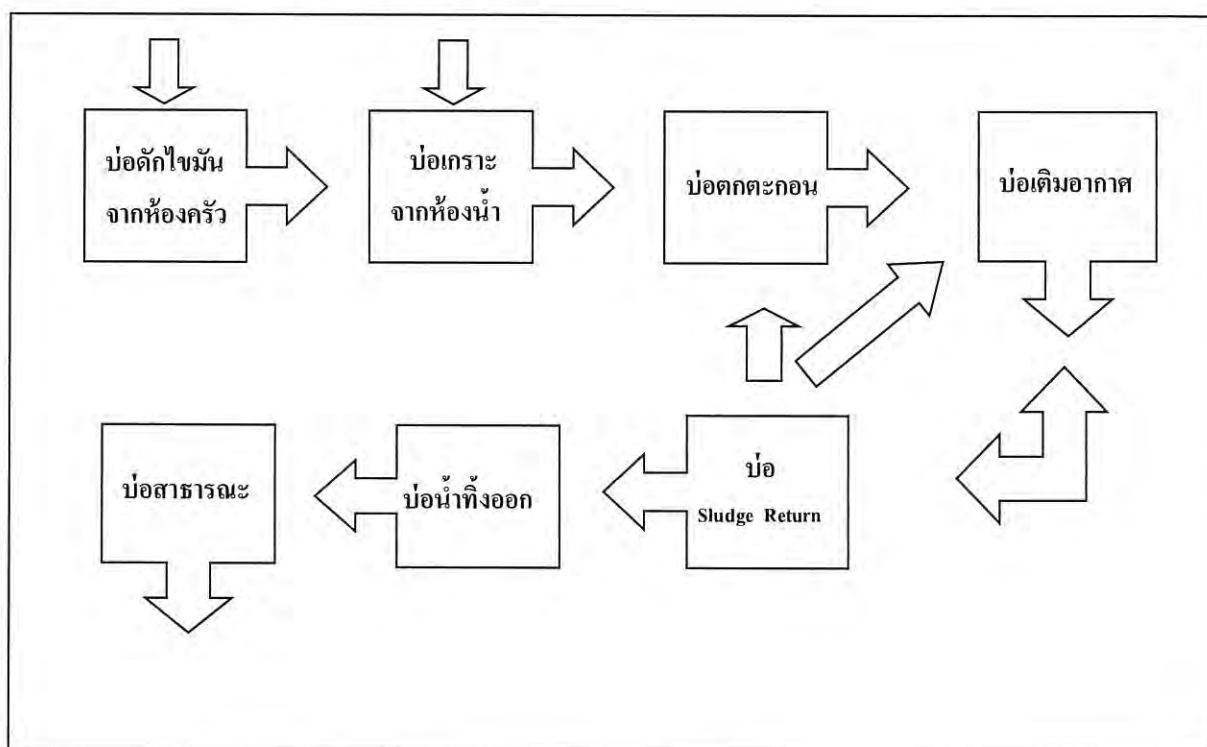 บ่อดักไขมัน
จากห้องครัว
บ่อเกราะ
จากห้องน้ำ
บ่อตกตะกอน
บ่อเติมอากาศ
บ่อสาธารณะ
บ่อน้ำทิ้งออก
บ่อ
Sludge Return